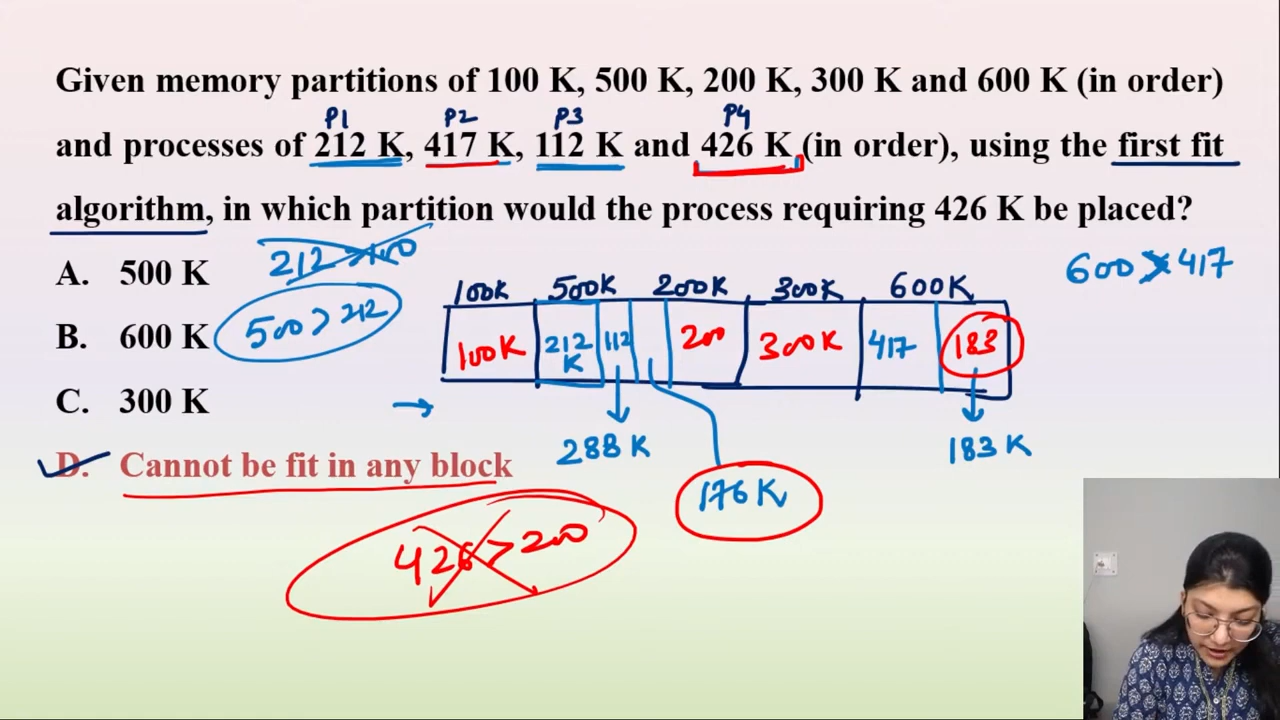 Given memory partitions of 100 K, 500 K, 200 K, 300 K and 600 K (in order)
P1 P2 P3 P4
and processes of 212 K, 417 K, 112 K and 426 K (in order), using the first fit
algorithm, in which partition would the process requiring 426 K be placed?
A. 500 K
212 > 100
600 > 417
100K 500K 200K 300K 600K
B. 600 K
500 > 212
100K 212 K 112 200 300K 417 183
C. 300 K
288 K 183 K
D. Cannot be fit in any block
176 K
426 > 200